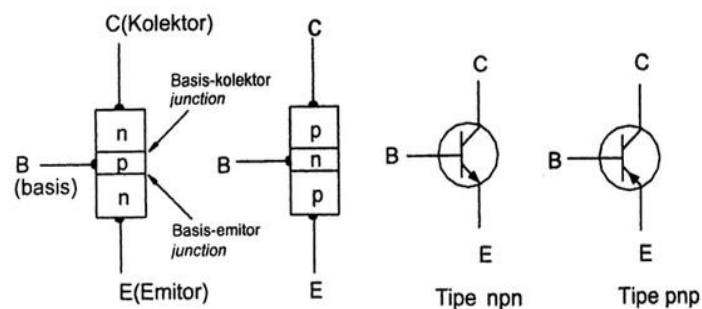 C(Kolektor)
Basis-kolektor
junction
n
p
n
B
(basis)
Basis-emitor
junction
E(Emitor)
C
p
n
p
B
E
C
B
E
Tipe npn
C
B
E
Tipe pnp